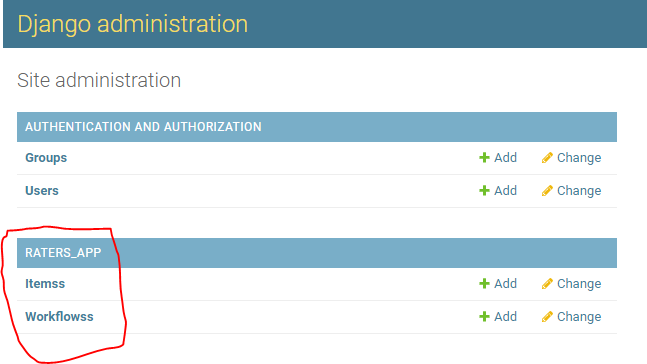 Django administration
Site administration
AUTHENTICATION AND AUTHORIZATION
Groups Add Change
Users Add Change
RATERS_APP
Itemss Add Change
Workflowss Add Change